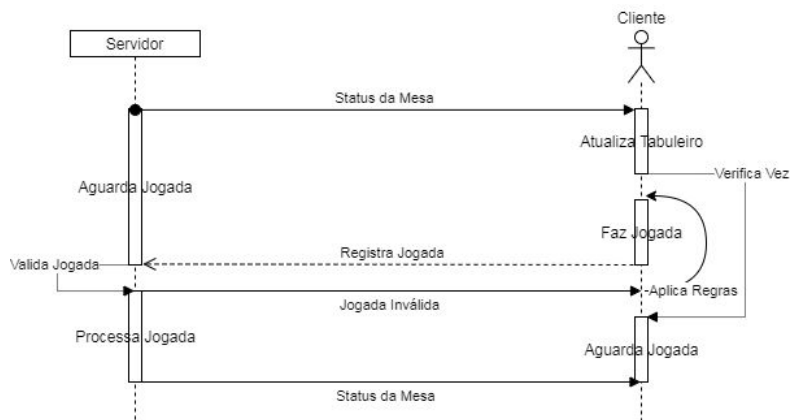 Cliente
Servidor
Status da Mesa
Atualiza Tabuleiro
Verifica Vez
Aguarda Jogada
Faz Jogada
Registra Jogada
Valida Jogada
-Aplica Regras
Jogada Inválida
Processa Jogada
Aguarda Jogada
Status da Mesa